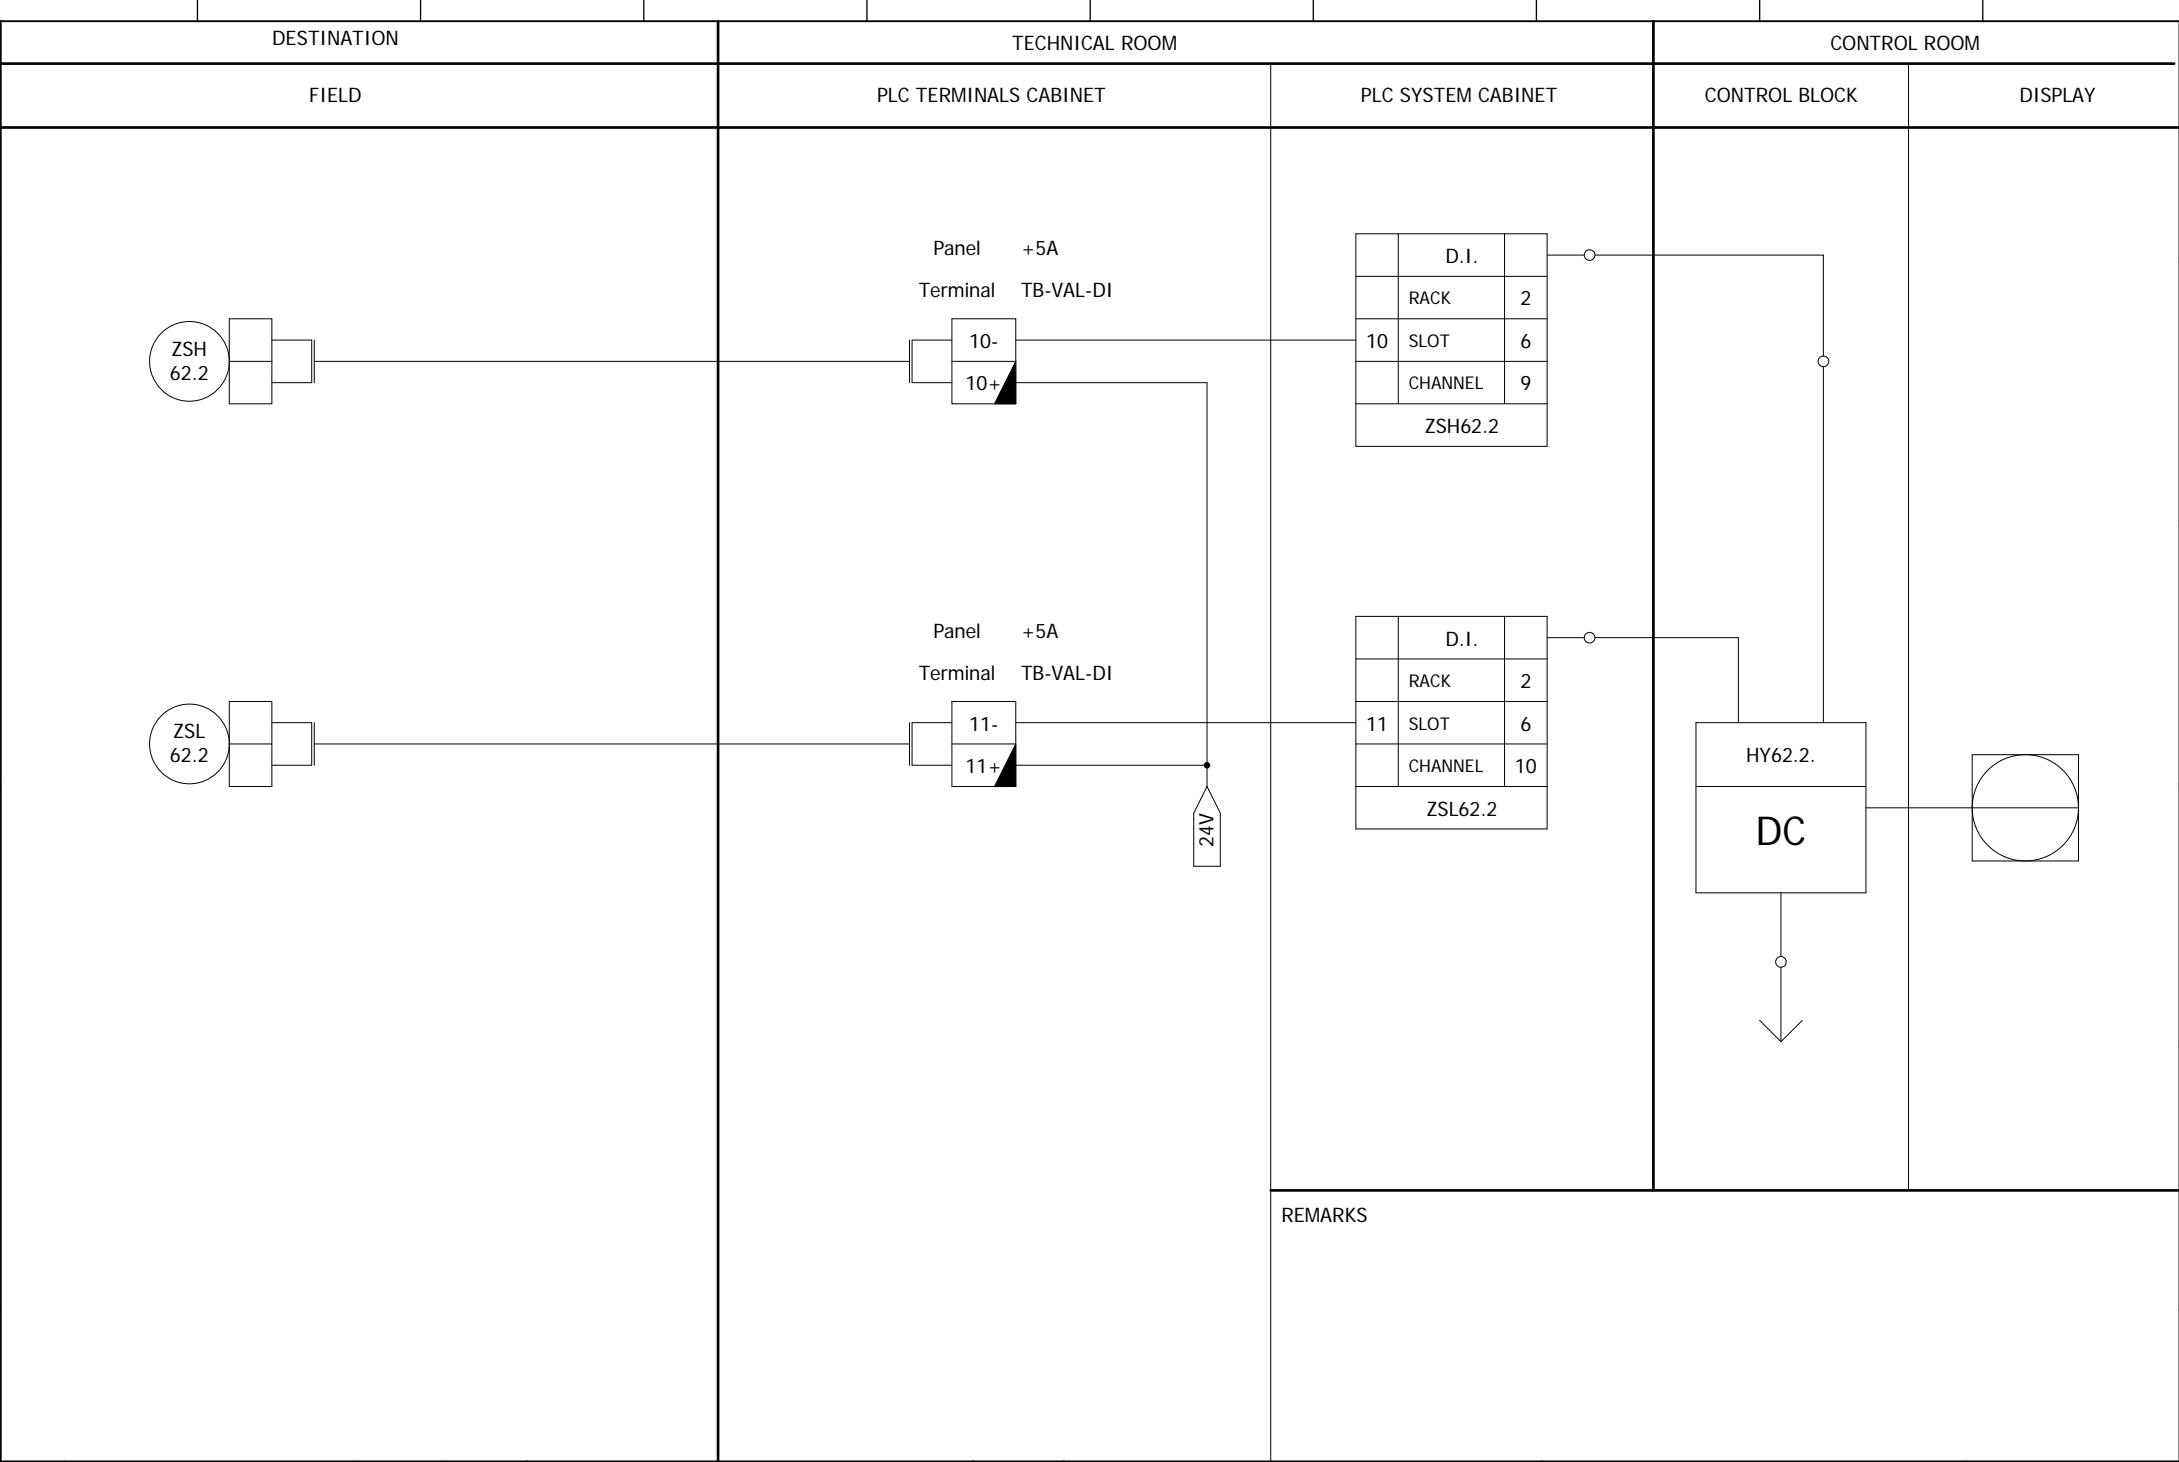 DESTINATION
TECHNICAL ROOM
CONTROL ROOM
FIELD
PLC TERMINALS CABINET
PLC SYSTEM CABINET
CONTROL BLOCK
DISPLAY
Panel +5A
Terminal TB-VAL-DI
ZSH
62.2
10-
10+
D.I.
RACK 2
10 SLOT 6
CHANNEL 9
ZSH62.2
Panel +5A
Terminal TB-VAL-DI
ZSL
62.2
11-
11+
24V
D.I.
RACK 2
11 SLOT 6
CHANNEL 10
ZSL62.2
HY62.2.
DC
REMARKS